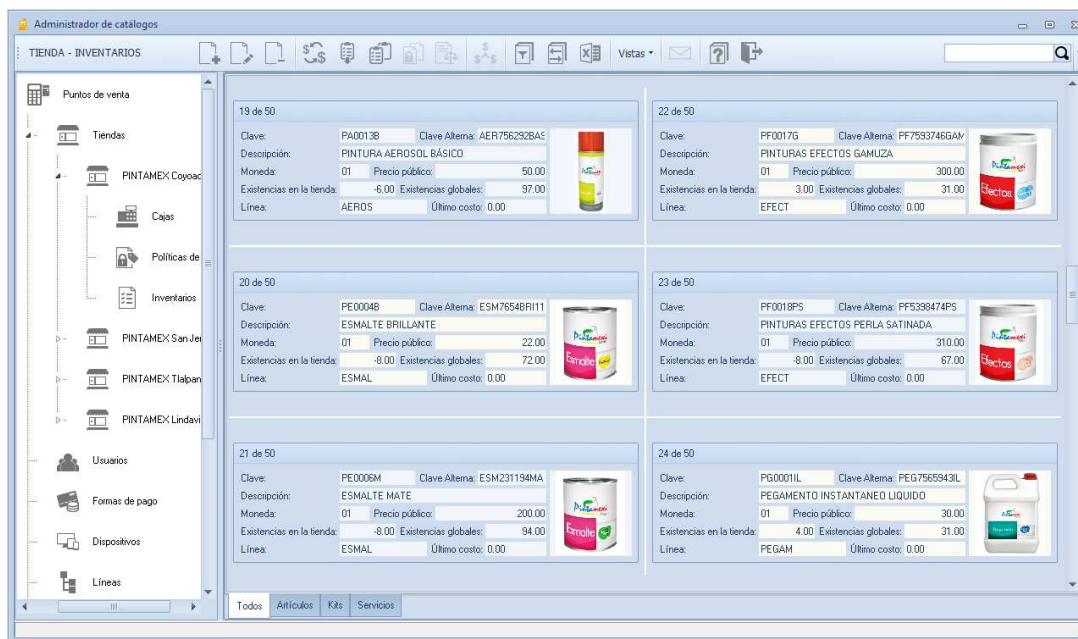 Administrador de catálogos
TIENDA - INVENTARIOS
Vistas
Puntos de venta
Tiendas
PINTAMEX Coyoac
Cajas
Políticas de
Inventarios
PINTAMEX San Jer
PINTAMEX Tlalpan
PINTAMEX Lindavi
Usuarios
Formas de pago
Dispositivos
Líneas
19 de 50
Clave: PA0013B Clave Alterna: AER756292BAS
Descripción: PINTURA AEROSOL BÁSICO
Moneda: 01 Precio público: 50.00
Existencias en la tienda: -6.00 Existencias globales: 97.00
Línea: AEROS Último costo: 0.00
20 de 50
Clave: PE0004B Clave Alterna: ESM7654BRI11
Descripción: ESMALTE BRILLANTE
Moneda: 01 Precio público: 22.00
Existencias en la tienda: -8.00 Existencias globales: 72.00
Línea: ESMAL Último costo: 0.00
Pintamexi
Esmalte
21 de 50
Clave: PE0006M Clave Alterna: ESM231194MA
Descripción: ESMALTE MATE
Moneda: 01 Precio público: 200.00
Existencias en la tienda: -8.00 Existencias globales: 94.00
Línea: ESMAL Último costo: 0.00
Pintamexi
Esmalte
22 de 50
Clave: PF0017G Clave Alterna: PF7593746GAM
Descripción: PINTURAS EFECTOS GAMUZA
Moneda: 01 Precio público: 300.00
Existencias en la tienda: 3.00 Existencias globales: 31.00
Línea: EFECT Último costo: 0.00
Pintamexi
Efectos
23 de 50
Clave: PF0018PS Clave Alterna: PF5398474PS
Descripción: PINTURAS EFECTOS PERLA SATINADA
Moneda: 01 Precio público: 310.00
Existencias en la tienda: -8.00 Existencias globales: 67.00
Línea: EFECT Último costo: 0.00
Pintamexi
Efectos
24 de 50
Clave: PG0001IL Clave Alterna: PEG7565943IL
Descripción: PEGAMENTO INSTANTANEO LIQUIDO
Moneda: 01 Precio público: 30.00
Existencias en la tienda: 4.00 Existencias globales: 31.00
Línea: PEGAM Último costo: 0.00
Todos Artículos Kits Servicios